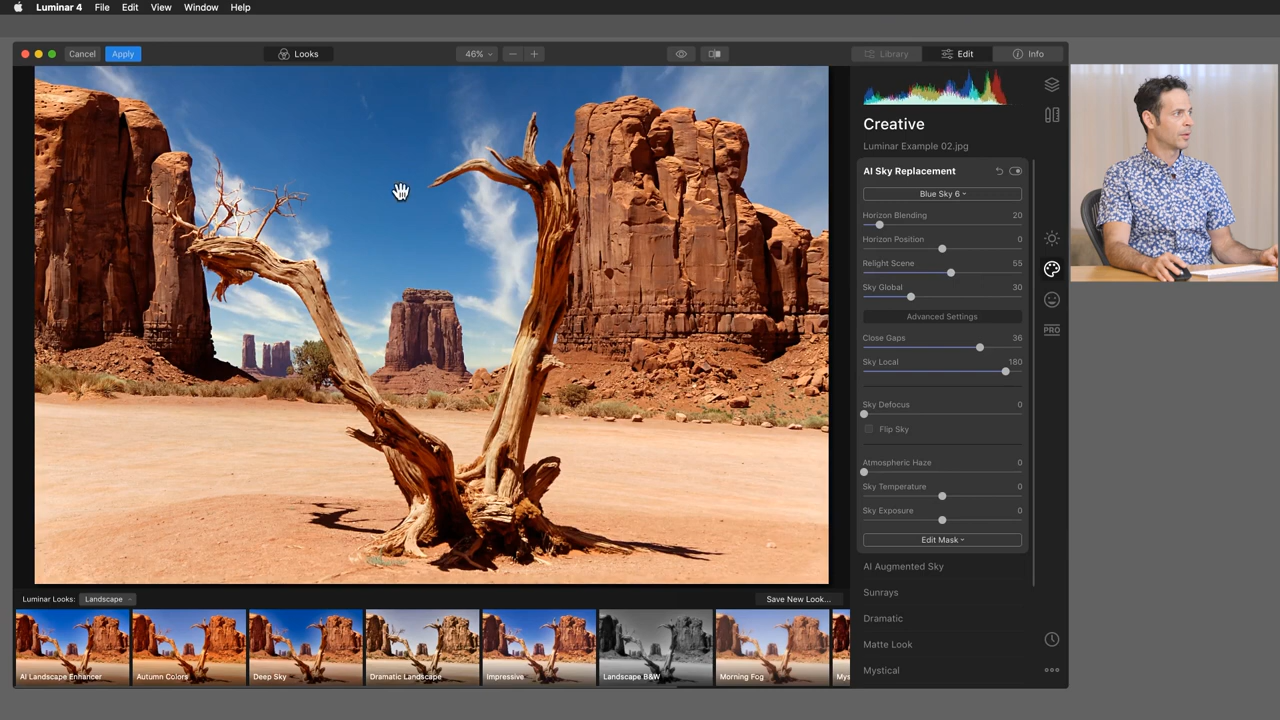 Luminar 4 File Edit View Window Help
Cancel Apply Looks 46% Library Edit Info
Creative
Luminar Example 02.jpg
AI Sky Replacement
Blue Sky 6
Horizon Blending 20
Horizon Position 0
Relight Scene 55
Sky Global 30
Advanced Settings
Close Gaps 36
Sky Local 180
Sky Defocus 0
Flip Sky
Atmospheric Haze 0
Sky Temperature 0
Sky Exposure 0
Edit Mask
AI Augmented Sky
Sunrays
Dramatic
Matte Look
Mystical
PRO
Luminar Looks: Landscape Save New Look...
AI Landscape Enhancer Autumn Colors Deep Sky Dramatic Landscape Impressive Landscape B&W Morning Fog Mys